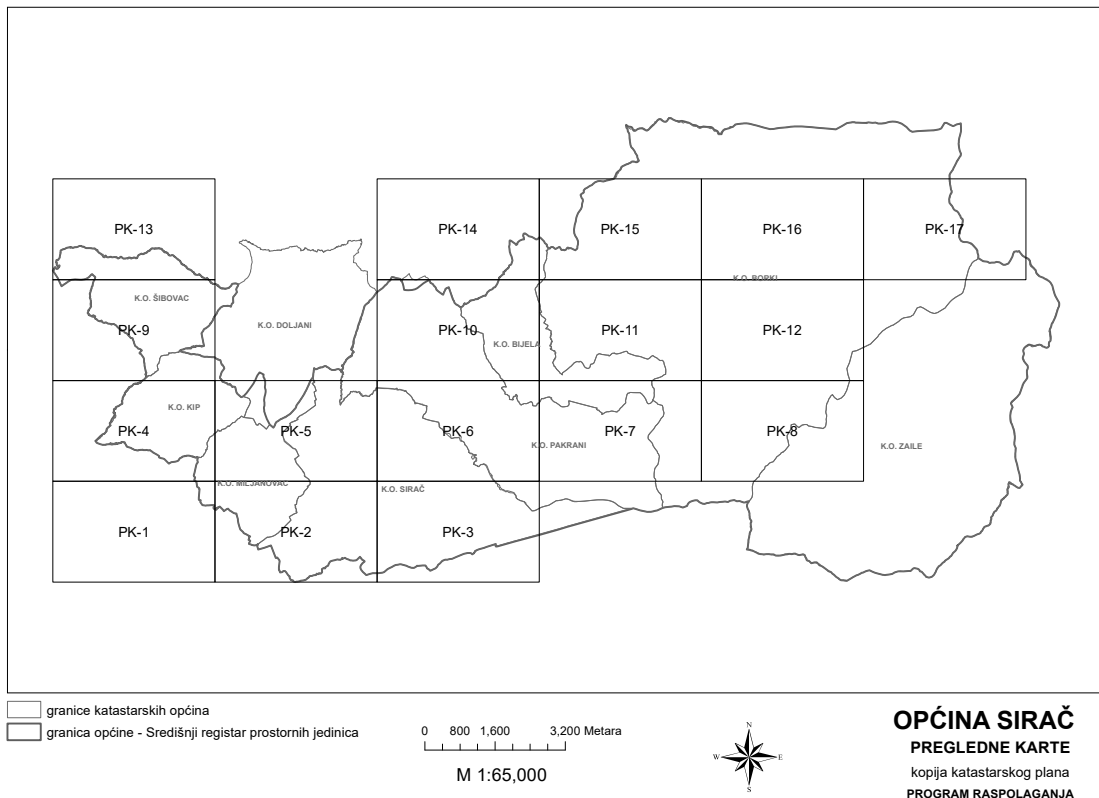 PK-13
PK-14
PK-15
PK-16
PK-17
K.O. BORKI
K.O. ŠIBOVAC
K.O. DOLJANI
PK-9
PK-10
PK-11
PK-12
K.O. BIJELA
K.O. KIP
PK-4
PK-5
PK-6
PK-7
PK-8
K.O. PAKRANI
K.O. ZAILE
K.O. MILJANOVAC
K.O. SIRAČ
PK-1
PK-2
PK-3
granice katastarskih općina
granica općine - Središnji registar prostornih jedinica
0 800 1,600 3,200 Metara
M 1:65,000
N
W E
S
OPĆINA SIRAČ
PREGLEDNE KARTE
kopija katastarskog plana
PROGRAM RASPOLAGANJA